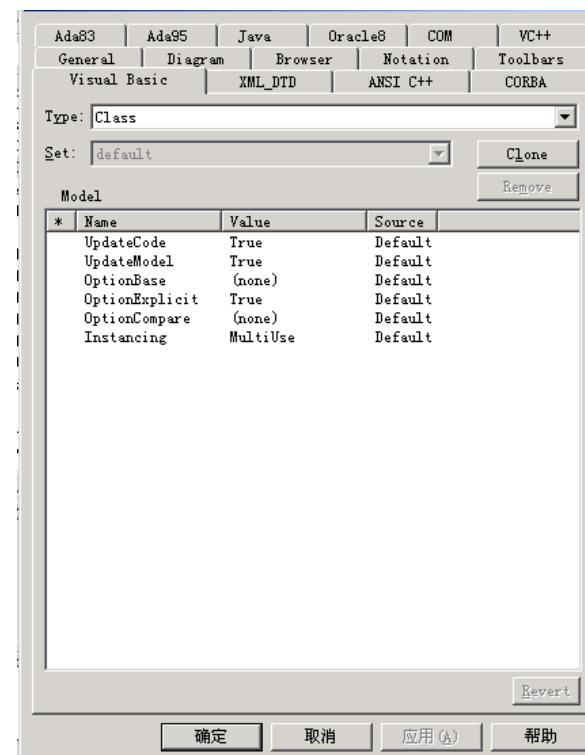 Ada83 Ada95 Java Oracle8 COM VC++
General Diagram Browser Notation Toolbars
Visual Basic XML_DTD ANSI C++ CORBA
Type: Class
Set: default Clone
Remove
Model
* Name Value Source
UpdateCode True Default
UpdateModel True Default
OptionBase (none) Default
OptionExplicit True Default
OptionCompare (none) Default
Instancing MultiUse Default
Revert
确定 取消 应用(A) 帮助